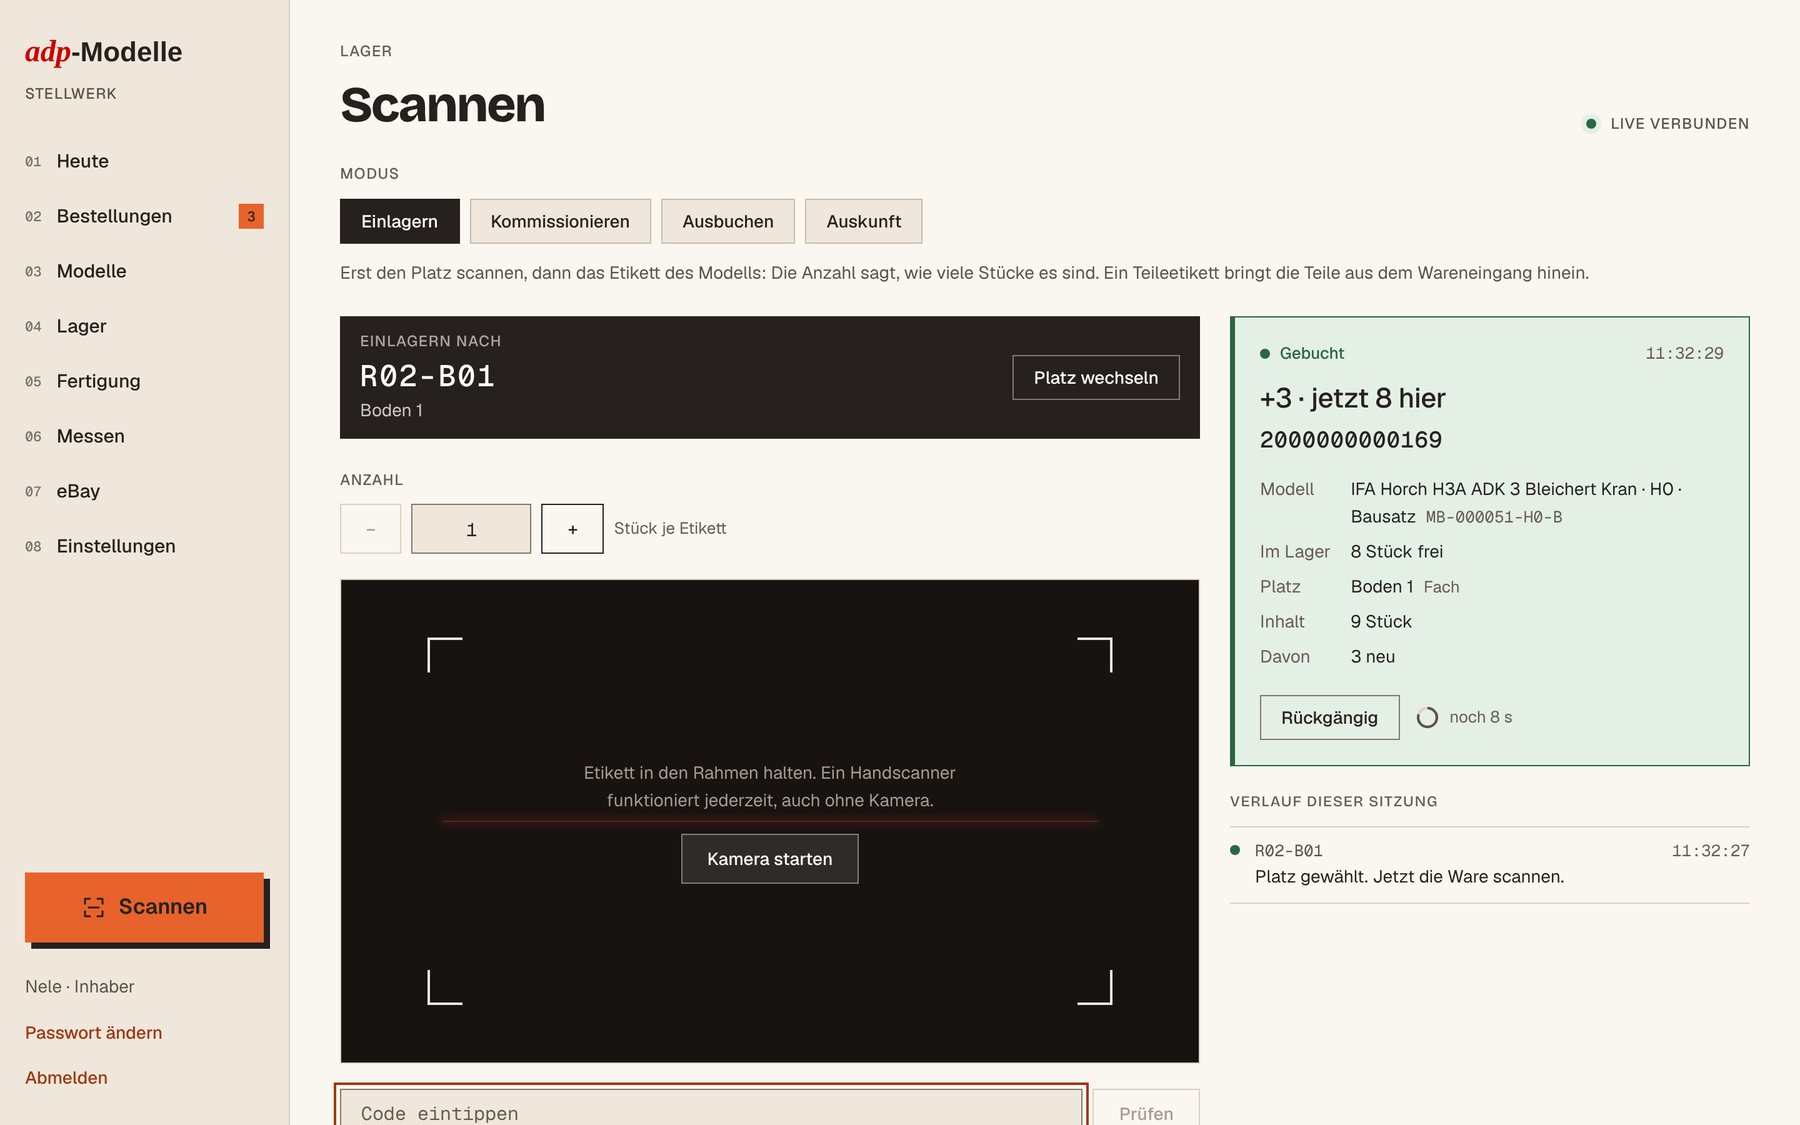 adp-Modelle
STELLWERK
01 Heute
02 Bestellungen 3
03 Modelle
04 Lager
05 Fertigung
06 Messen
07 eBay
08 Einstellungen
Scannen
Nele · Inhaber
Passwort ändern
Abmelden
LAGER
Scannen
LIVE VERBUNDEN
MODUS
Einlagern Kommissionieren Ausbuchen Auskunft
Erst den Platz scannen, dann das Etikett des Modells: Die Anzahl sagt, wie viele Stücke es sind. Ein Teileetikett bringt die Teile aus dem Wareneingang hinein.
EINLAGERN NACH
R02-B01
Boden 1
Platz wechseln
ANZAHL
− 1 + Stück je Etikett
Etikett in den Rahmen halten. Ein Handscanner
funktioniert jederzeit, auch ohne Kamera.
Kamera starten
Code eintippen Prüfen
Gebucht 11:32:29
+3 · jetzt 8 hier
2000000000169
Modell IFA Horch H3A ADK 3 Bleichert Kran · H0 ·
Bausatz MB-000051-H0-B
Im Lager 8 Stück frei
Platz Boden 1 Fach
Inhalt 9 Stück
Davon 3 neu
Rückgängig noch 8 s
VERLAUF DIESER SITZUNG
R02-B01 11:32:27
Platz gewählt. Jetzt die Ware scannen.